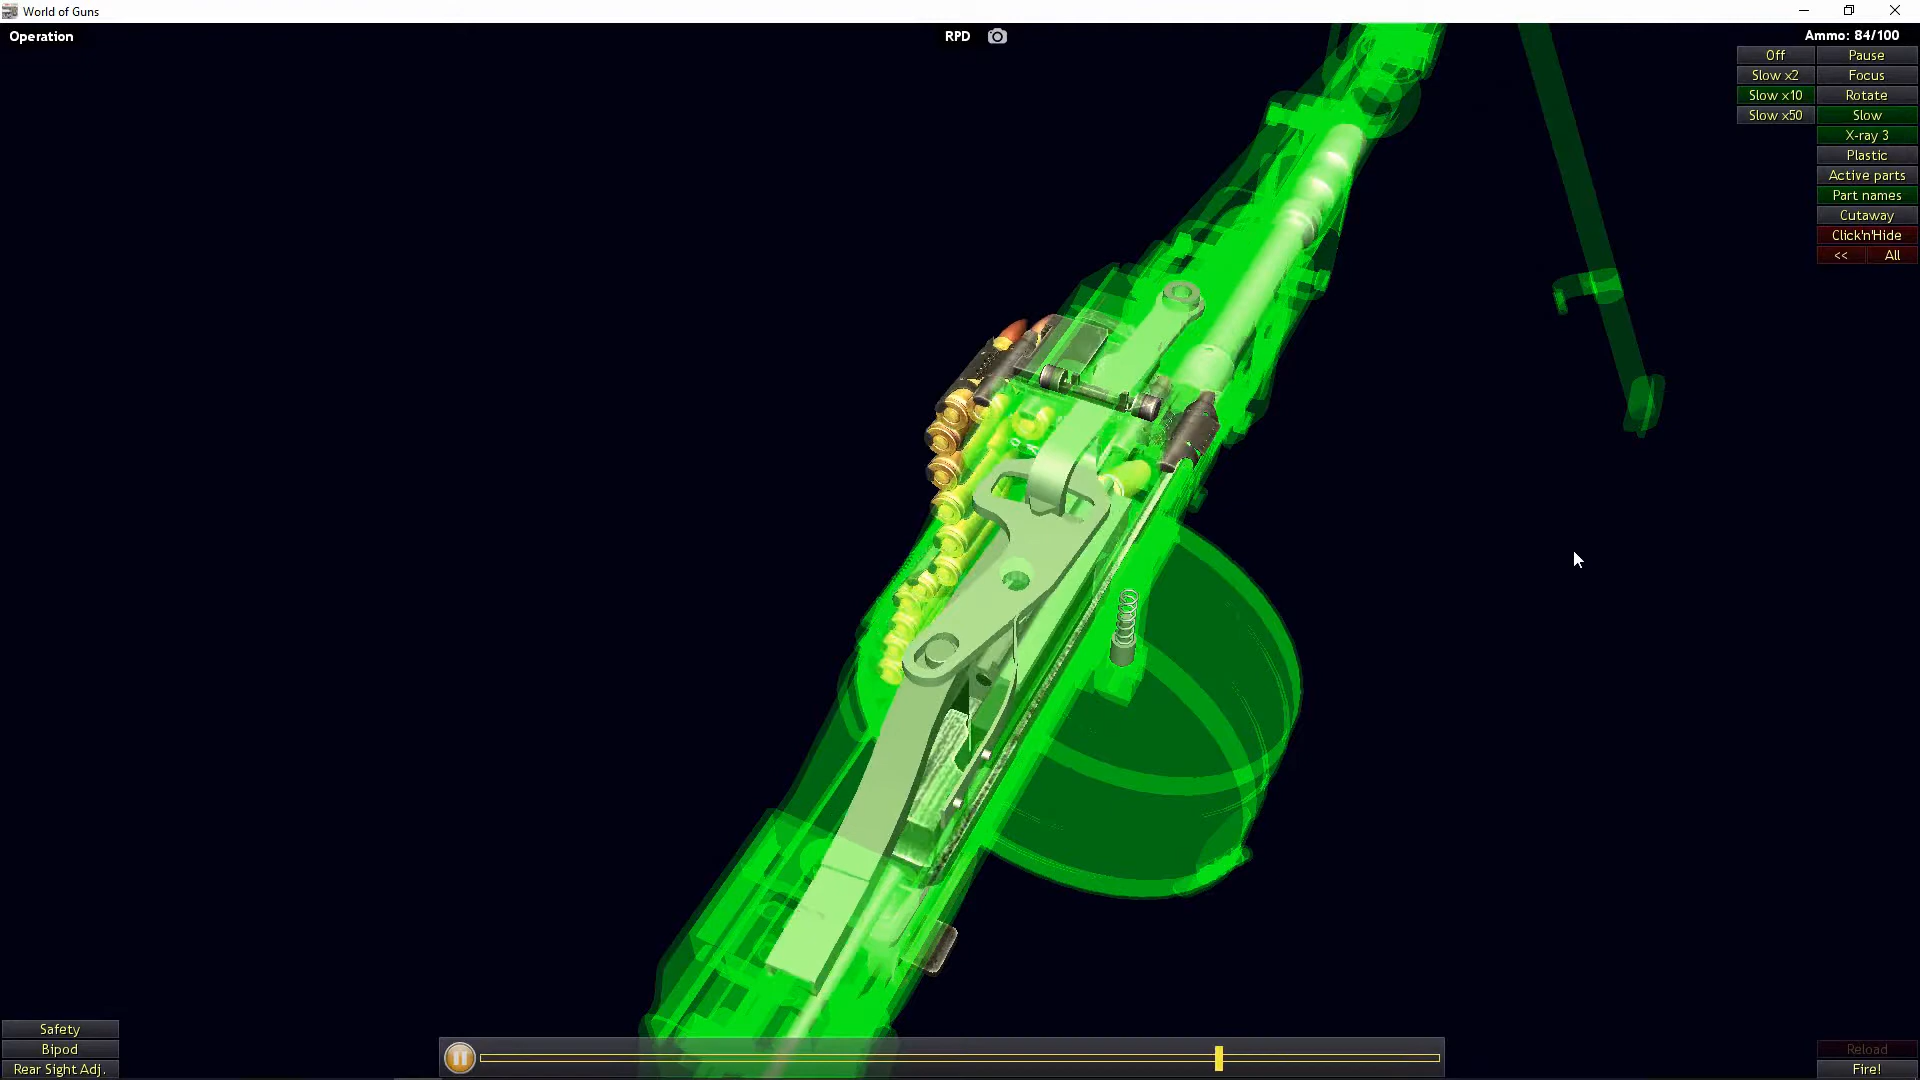 World of Guns
Operation
RPD
Ammo: 84/100
Off
Pause
Slow x2
Focus
Slow x10
Rotate
Slow x50
Slow
X-ray 3
Plastic
Active parts
Part names
Cutaway
Click'n'Hide
<<
All
Safety
Bipod
Rear Sight Adj.
Reload
Fire!